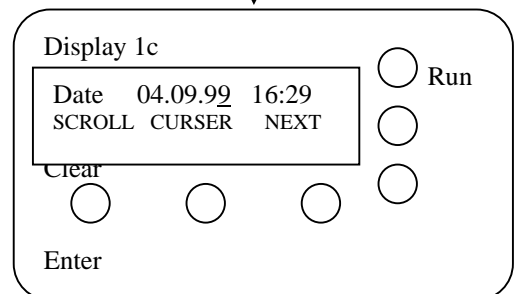 Display 1c
Run
Date 04.09.99 16:29
SCROLL CURSER NEXT
Clear
Enter